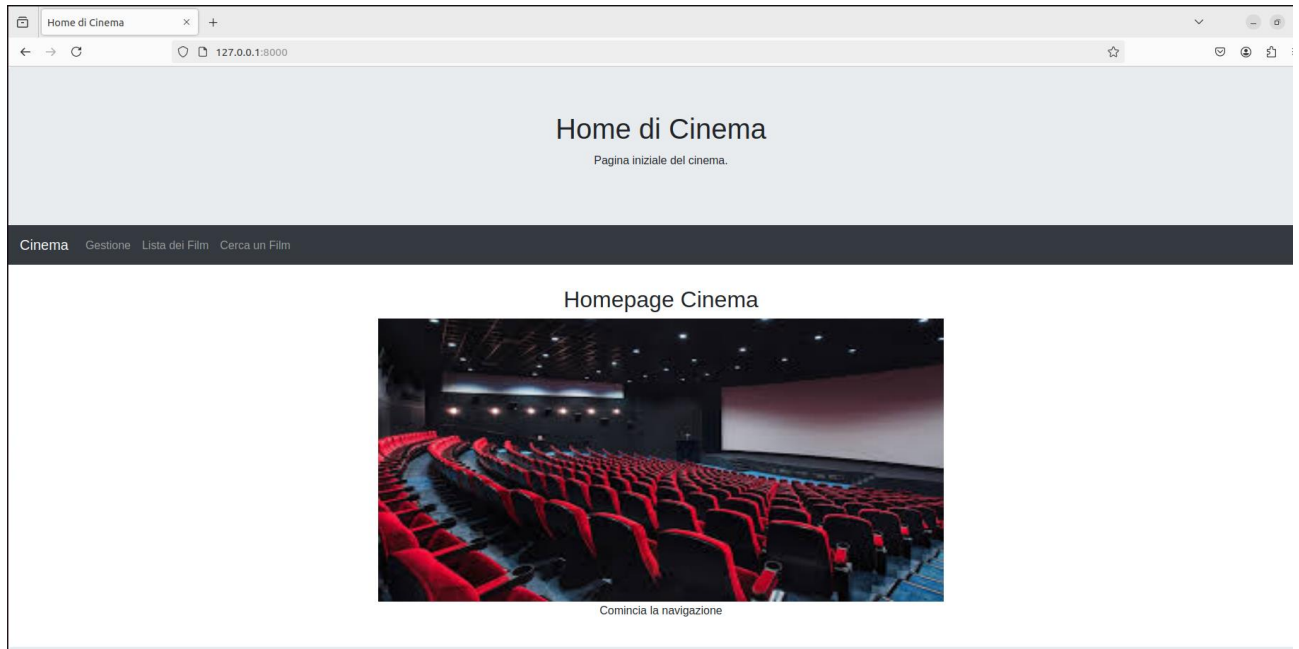 Home di Cinema
127.0.0.1:8000
Home di Cinema
Pagina iniziale del cinema.
Cinema Gestione Lista dei Film Cerca un Film
Homepage Cinema
Comincia la navigazione